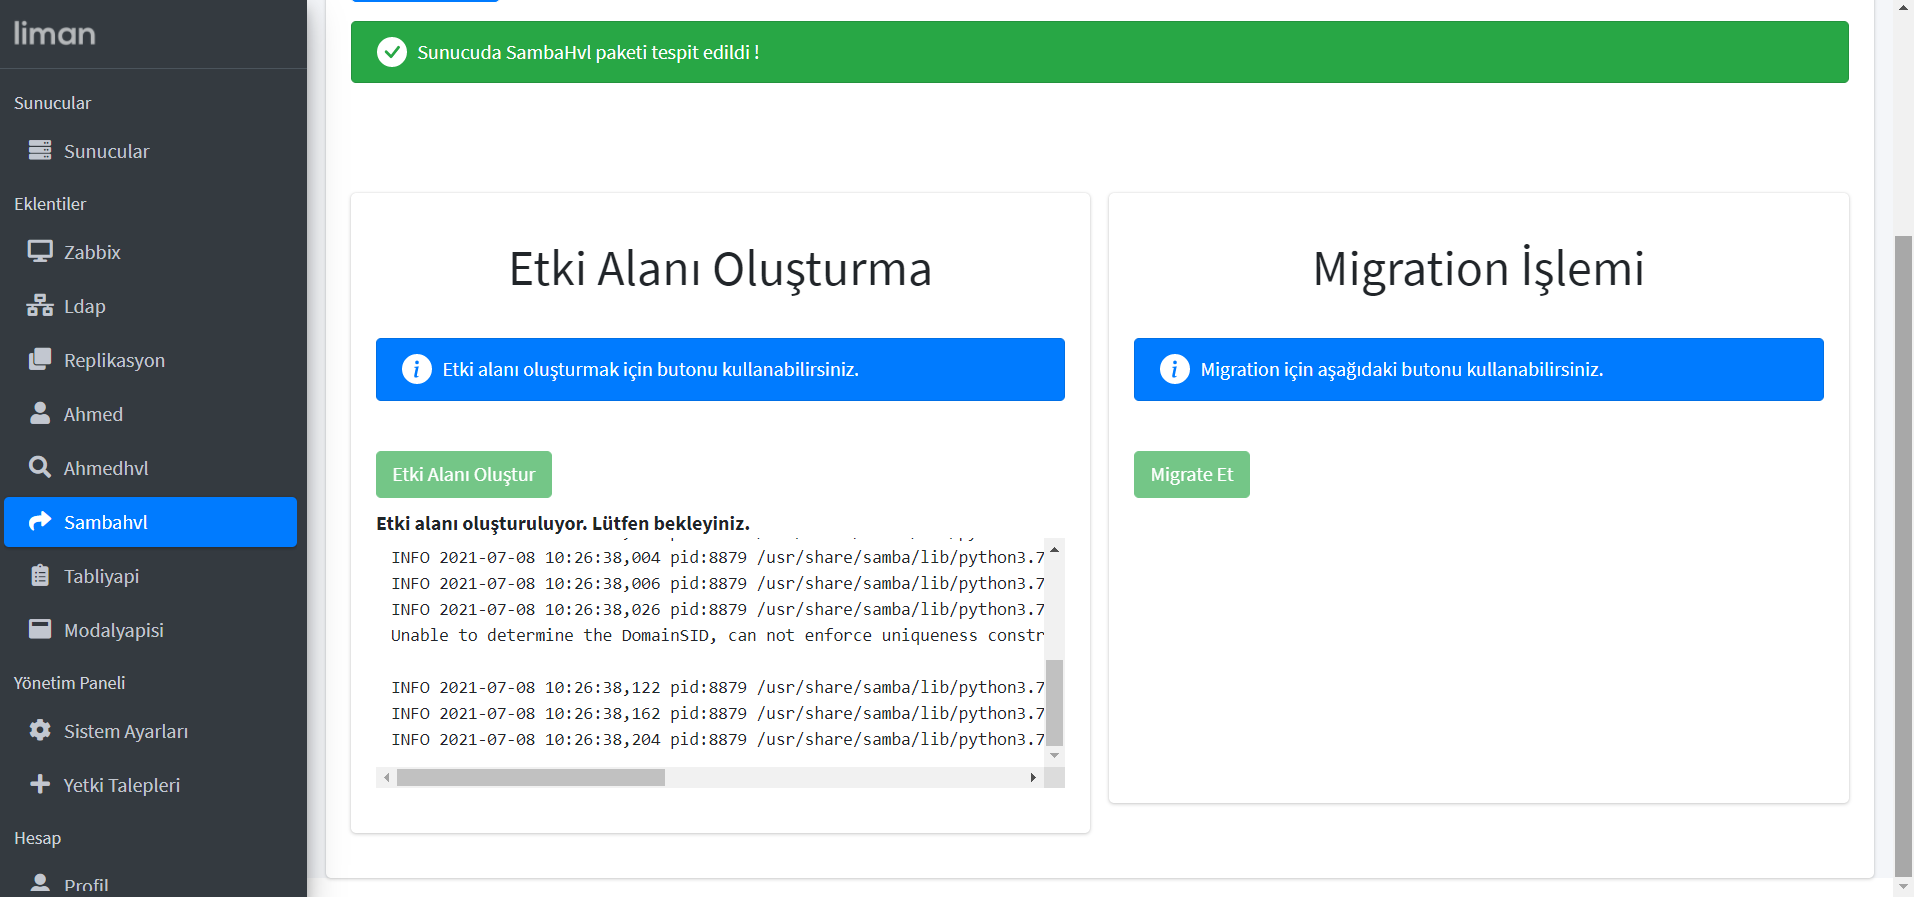 liman
Sunucular
Sunucular
Eklentiler
Zabbix
Ldap
Replikasyon
Ahmed
Ahmedhvl
Sambahvl
Tabliyapi
Modalyapisi
Yönetim Paneli
Sistem Ayarları
Yetki Talepleri
Hesap
Profil
Sunucuda SambaHvl paketi tespit edildi !
Etki Alanı Oluşturma
Etki alanı oluşturmak için butonu kullanabilirsiniz.
Etki Alanı Oluştur
Etki alanı oluşturuluyor. Lütfen bekleyiniz.
INFO 2021-07-08 10:26:38,004 pid:8879 /usr/share/samba/lib/python3.7
INFO 2021-07-08 10:26:38,006 pid:8879 /usr/share/samba/lib/python3.7
INFO 2021-07-08 10:26:38,026 pid:8879 /usr/share/samba/lib/python3.7
Unable to determine the DomainSID, can not enforce uniqueness constr
INFO 2021-07-08 10:26:38,122 pid:8879 /usr/share/samba/lib/python3.7
INFO 2021-07-08 10:26:38,162 pid:8879 /usr/share/samba/lib/python3.7
INFO 2021-07-08 10:26:38,204 pid:8879 /usr/share/samba/lib/python3.7
Migration İşlemi
Migration için aşağıdaki butonu kullanabilirsiniz.
Migrate Et